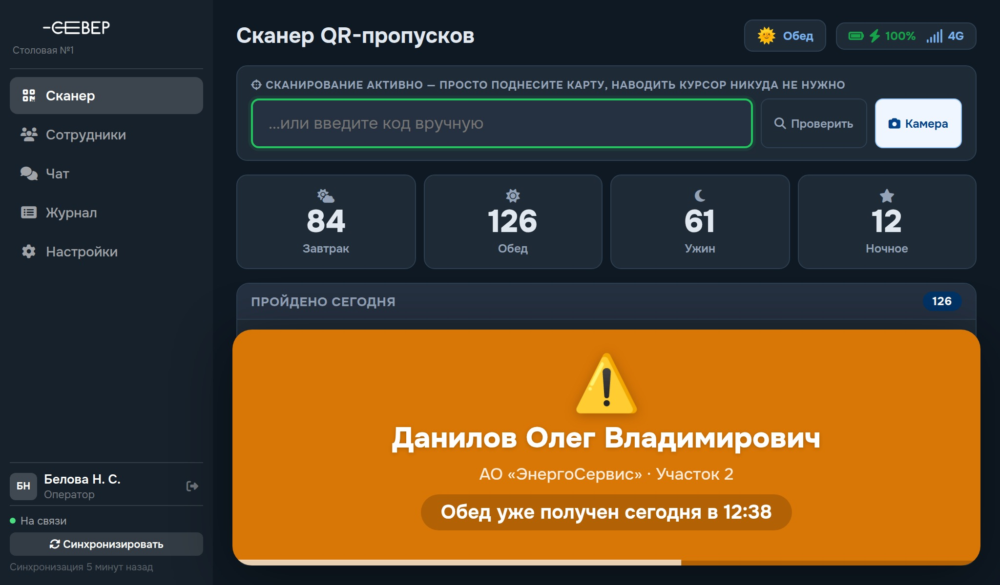 СЕВЕР
Столовая №1
Сканер
Сотрудники
Чат
Журнал
Настройки
БН
Белова Н. С.
Оператор
На связи
Синхронизировать
Синхронизация 5 минут назад
Сканер QR-пропусков
Обед
100%
4G
СКАНИРОВАНИЕ АКТИВНО — ПРОСТО ПОДНЕСИТЕ КАРТУ, НАВОДИТЬ КУРСОР НИКУДА НЕ НУЖНО
...или введите код вручную
Проверить
Камера
84
Завтрак
126
Обед
61
Ужин
12
Ночное
ПРОЙДЕНО СЕГОДНЯ
126
Данилов Олег Владимирович
АО «ЭнергоСервис» · Участок 2
Обед уже получен сегодня в 12:38